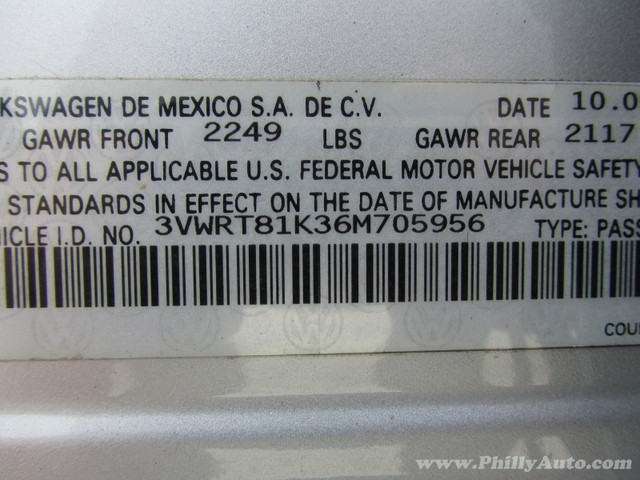 KSWAGEN DE MEXICO S.A. DE C.V. DATE 10.0
GAWR FRONT 2249 LBS GAWR REAR 2117
S TO ALL APPLICABLE U.S. FEDERAL MOTOR VEHICLE SAFETY
STANDARDS IN EFFECT ON THE DATE OF MANUFACTURE SH
HICLE I.D. NO. 3VWRT81K36M705956 TYPE: PASS
COU
www.PhillyAuto.com